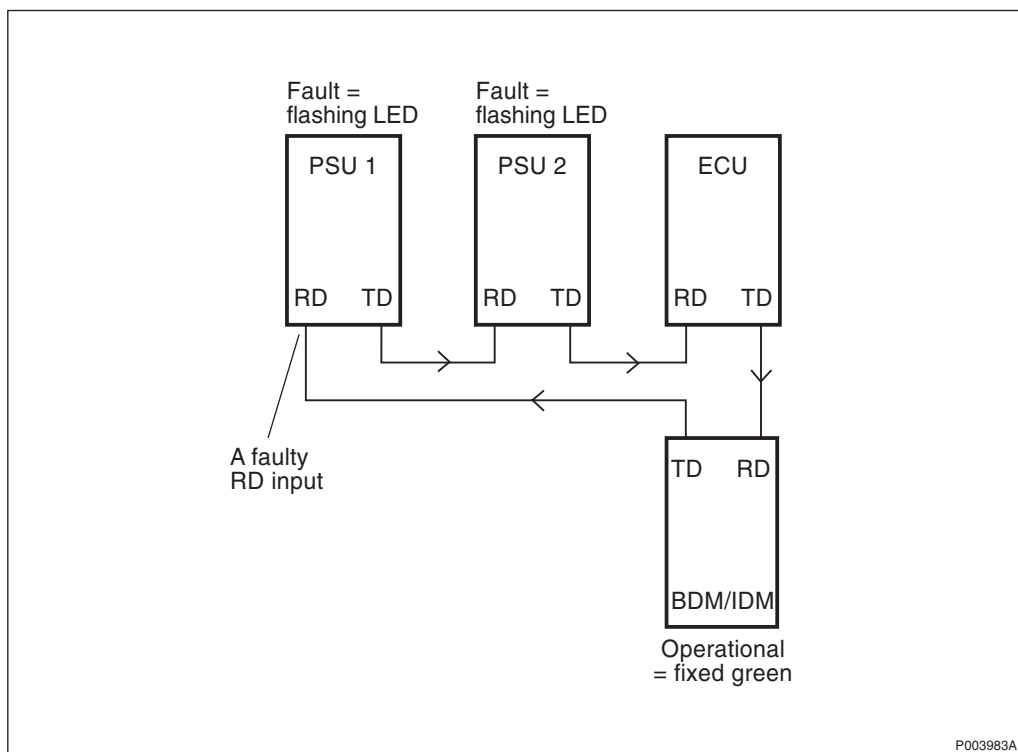 Fault =
flashing LED
Fault =
flashing LED
PSU 1
PSU 2
ECU
RD TD
RD TD
RD TD
A faulty
RD input
TD RD
BDM/IDM
Operational
= fixed green
P003983A